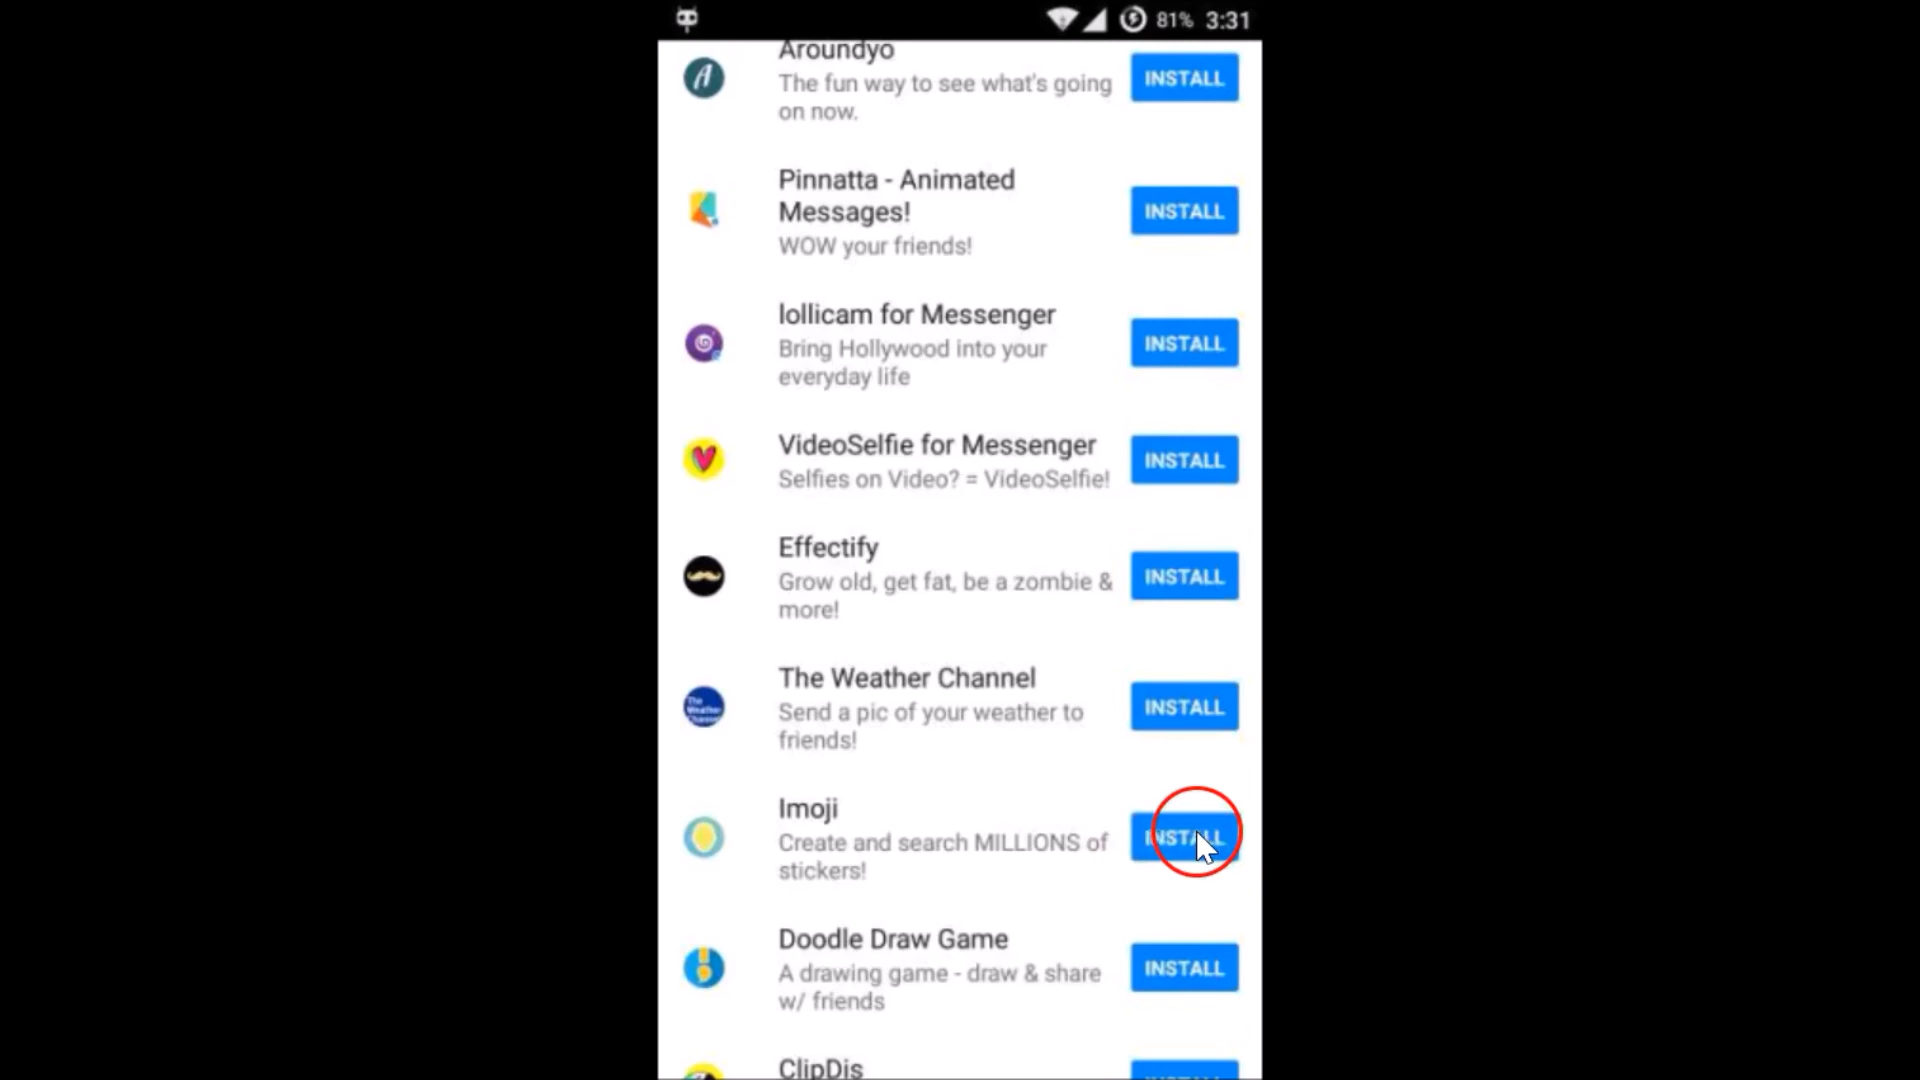 81% 3:31
Aroundyo
The fun way to see what's going
on now.
INSTALL
Pinnatta - Animated
Messages!
WOW your friends!
INSTALL
lollicam for Messenger
Bring Hollywood into your
everyday life
INSTALL
VideoSelfie for Messenger
Selfies on Video? = VideoSelfie!
INSTALL
Effectify
Grow old, get fat, be a zombie &
more!
INSTALL
The Weather Channel
The Weather Channel
Send a pic of your weather to
friends!
INSTALL
Imoji
Create and search MILLIONS of
stickers!
INSTALL
Doodle Draw Game
A drawing game - draw & share
w/ friends
INSTALL
ClipDis